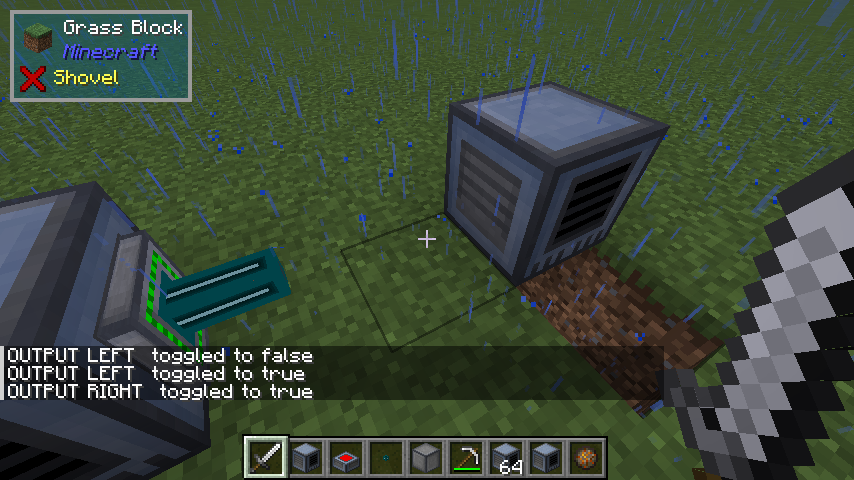 Grass Block
Minecraft
Shovel
OUTPUT LEFT toggled to false
OUTPUT LEFT toggled to true
OUTPUT RIGHT toggled to true
64